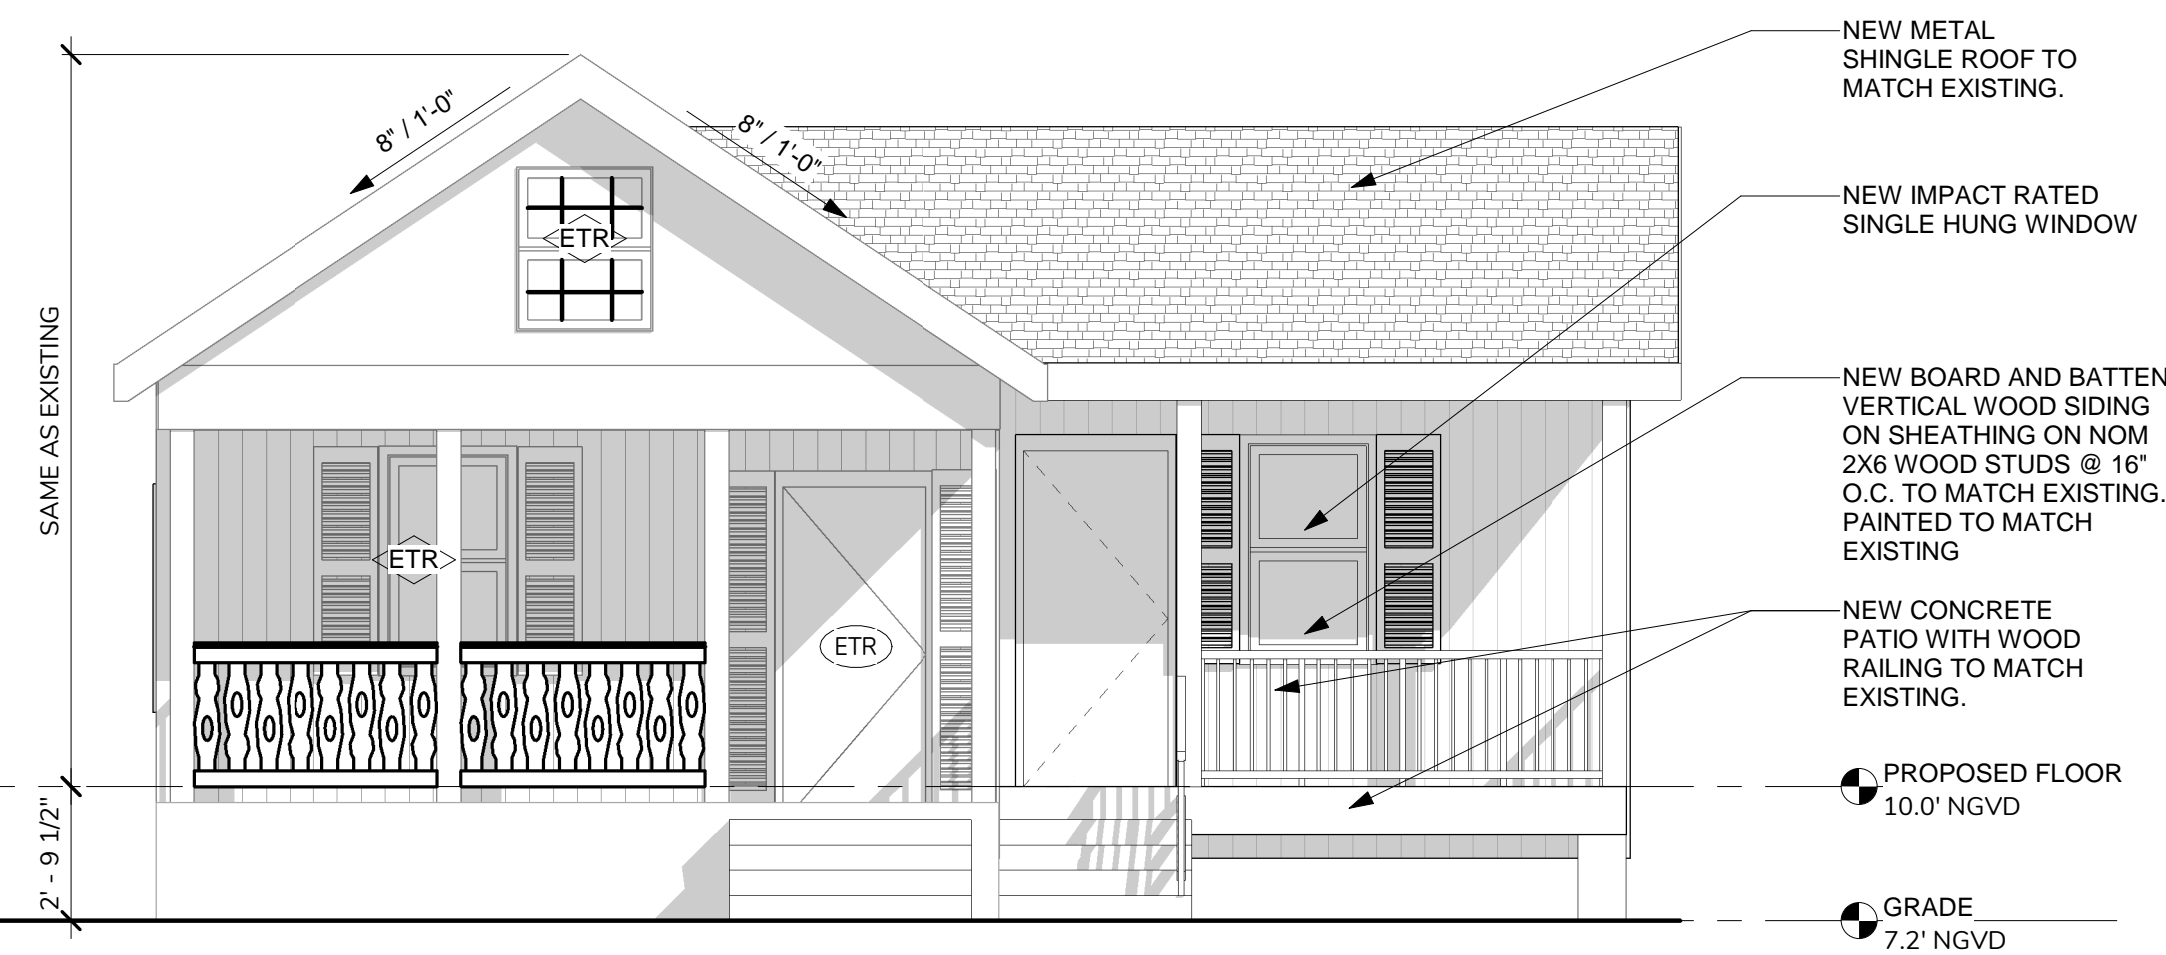 NEW METAL
SHINGLE ROOF TO
MATCH EXISTING.
8" / 1'-0"
8" / 1'-0"
NEW IMPACT RATED
SINGLE HUNG WINDOW
ETR
SAME AS EXISTING
NEW BOARD AND BATTEN
VERTICAL WOOD SIDING
ON SHEATHING ON NOM
2X6 WOOD STUDS @ 16"
O.C. TO MATCH EXISTING.
PAINTED TO MATCH
EXISTING
ETR
ETR
NEW CONCRETE
PATIO WITH WOOD
RAILING TO MATCH
EXISTING.
PROPOSED FLOOR
10.0' NGVD
2' - 9 1/2"
GRADE
7.2' NGVD